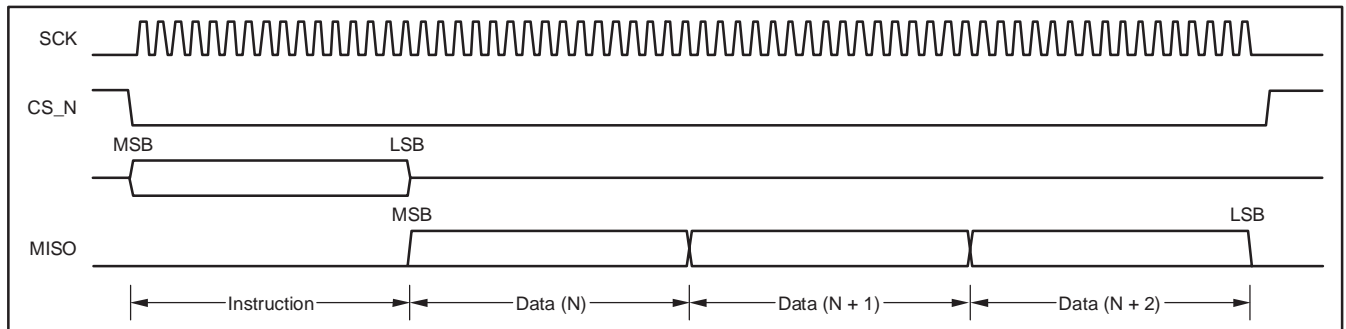 SCK
CS_N
MSB LSB
MSB LSB
MISO
Instruction Data (N) Data (N + 1) Data (N + 2)